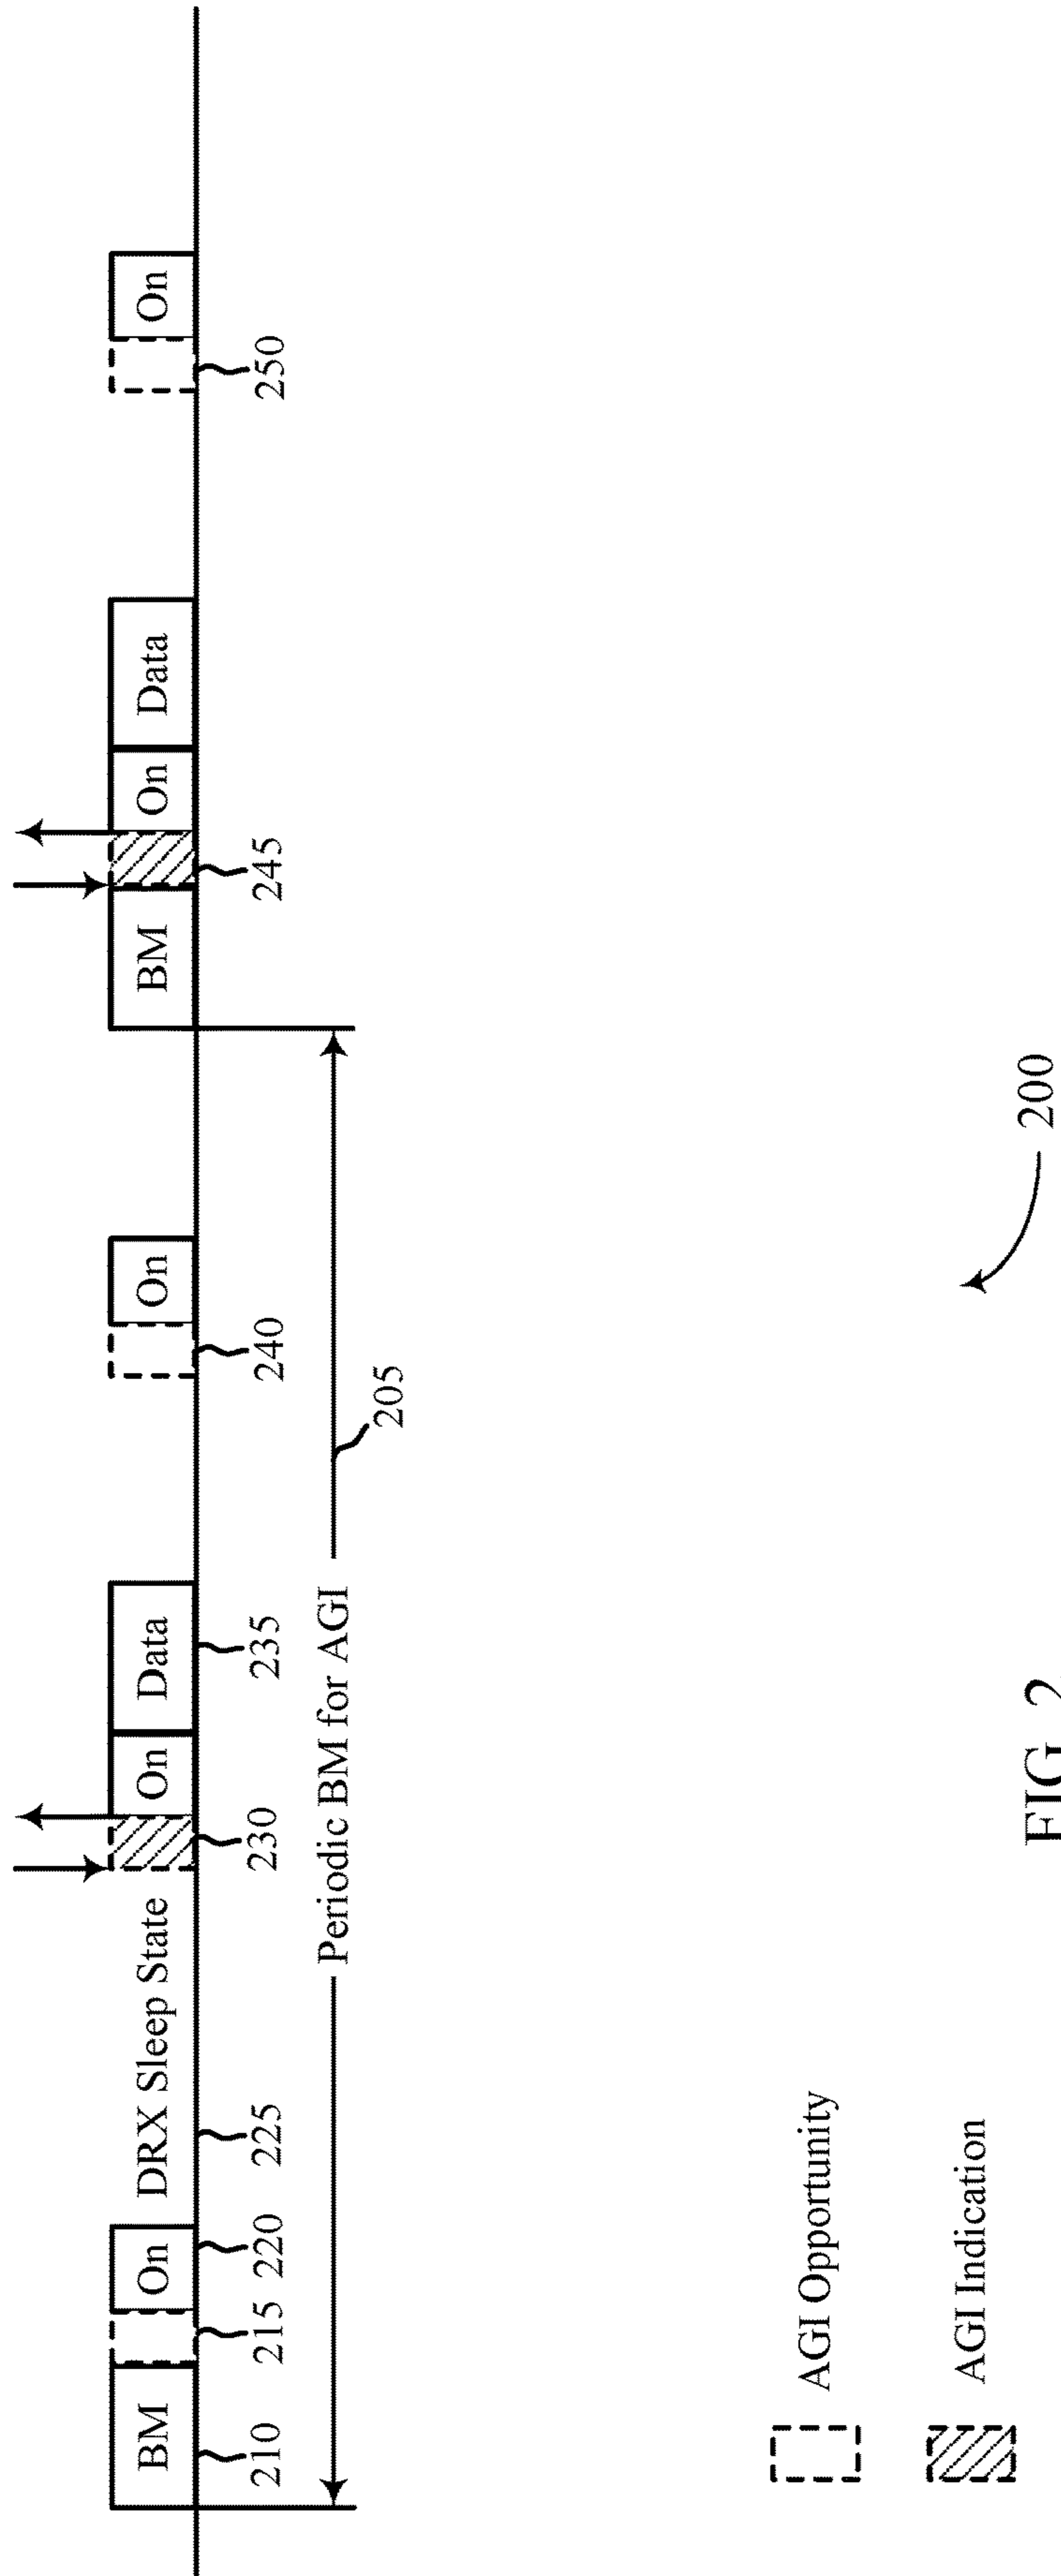 BM
On
DRX Sleep State
On
Data
On
BM
On
Data
On
210
215
220
225
230
235
240
245
250
Periodic BM for AGI
205
AGI Opportunity
AGI Indication
200
FIG. 2